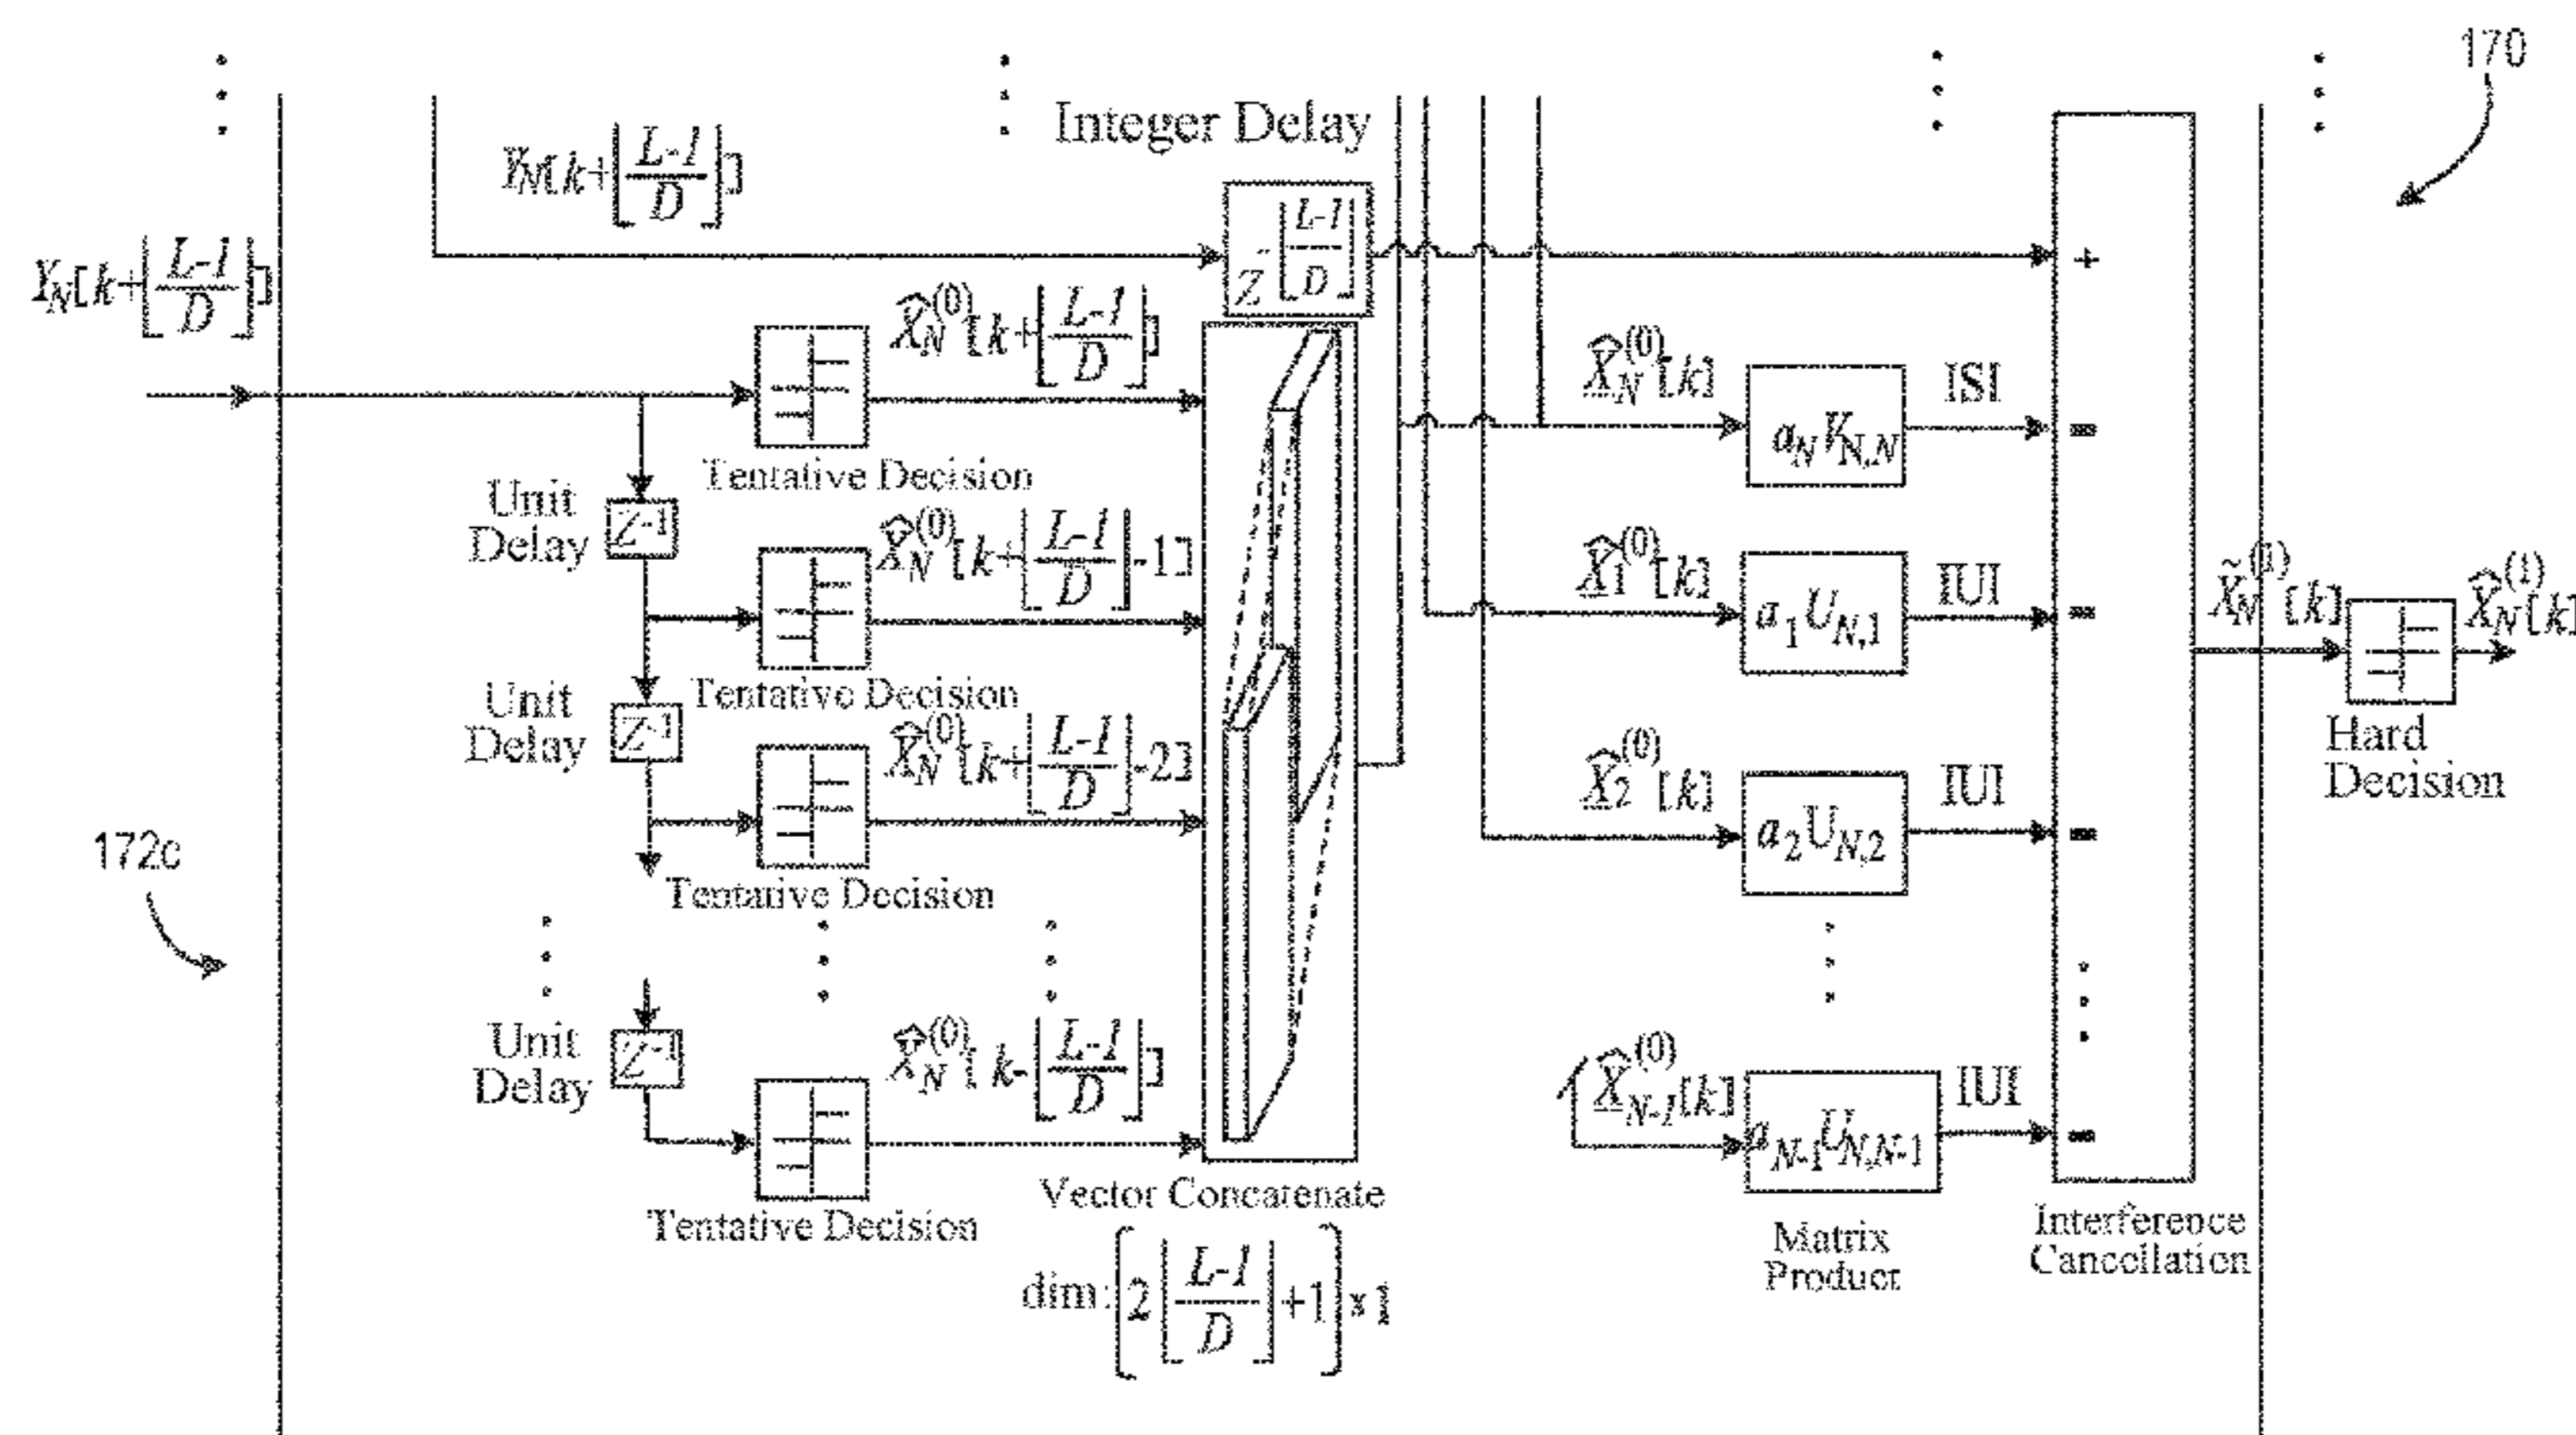 170
Integer Delay
Y_M[k+⌊L-1/D⌋]
Z^-⌊L-1/D⌋
Y_N[k+⌊L-1/D⌋]
+
X̂_N^(0)[k+⌊L-1/D⌋]
Tentative Decision
X̂_N^(0)[k]
a_N V_N,N
ISI
-
Unit
Delay
Z^-1
X̂_N^(0)[k+⌊L-1/D⌋-1]
Tentative Decision
X̂_1^(0)[k]
a_1 U_N,1
IUI
-
X̃_N^(1)[k]
X̂_N^(1)[k]
Hard
Decision
Unit
Delay
Z^-1
X̂_N^(0)[k+⌊L-1/D⌋-2]
Tentative Decision
X̂_2^(0)[k]
a_2 U_N,2
IUI
-
172c
Unit
Delay
Z^-1
X̂_N^(0)[k-⌊L-1/D⌋]
Tentative Decision
X̂_N-1^(0)[k]
a_N-1 U_N,N-1
IUI
-
Vector Concatenate
dim:(2⌊L-1/D⌋+1)x1
Matrix
Product
Interference
Cancellation